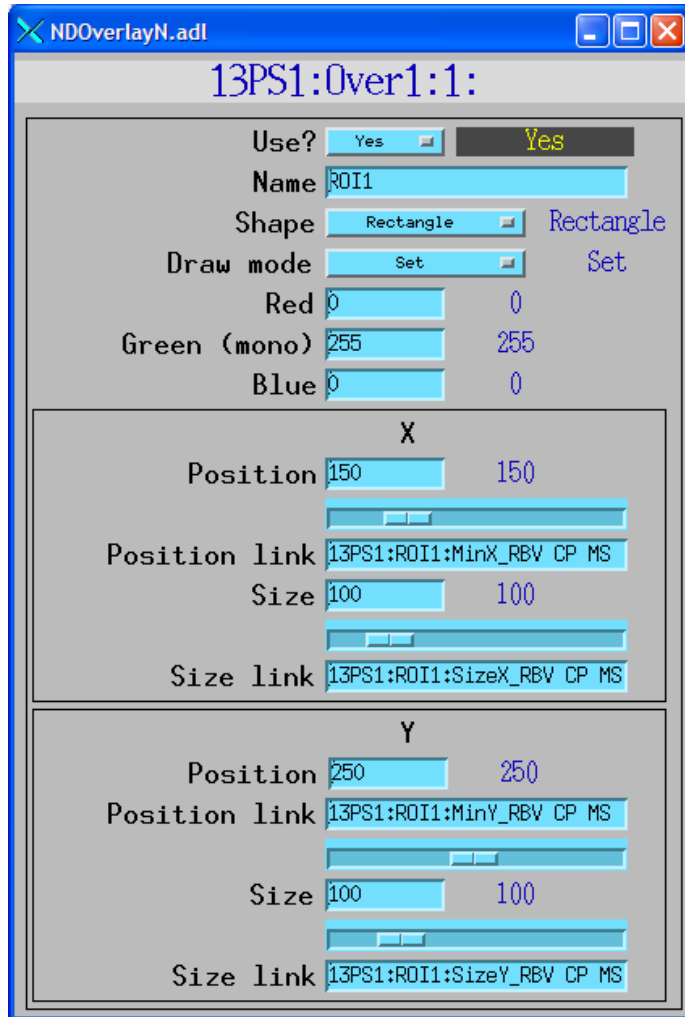 NDOverlayN.adl
13PS1:Over1:1:
Use? Yes Yes
Name ROI1
Shape Rectangle Rectangle
Draw mode Set Set
Red 0 0
Green (mono) 255 255
Blue 0 0
X
Position 150 150
Position link 13PS1:ROI1:MinX_RBV CP MS
Size 100 100
Size link 13PS1:ROI1:SizeX_RBV CP MS
Y
Position 250 250
Position link 13PS1:ROI1:MinY_RBV CP MS
Size 100 100
Size link 13PS1:ROI1:SizeY_RBV CP MS